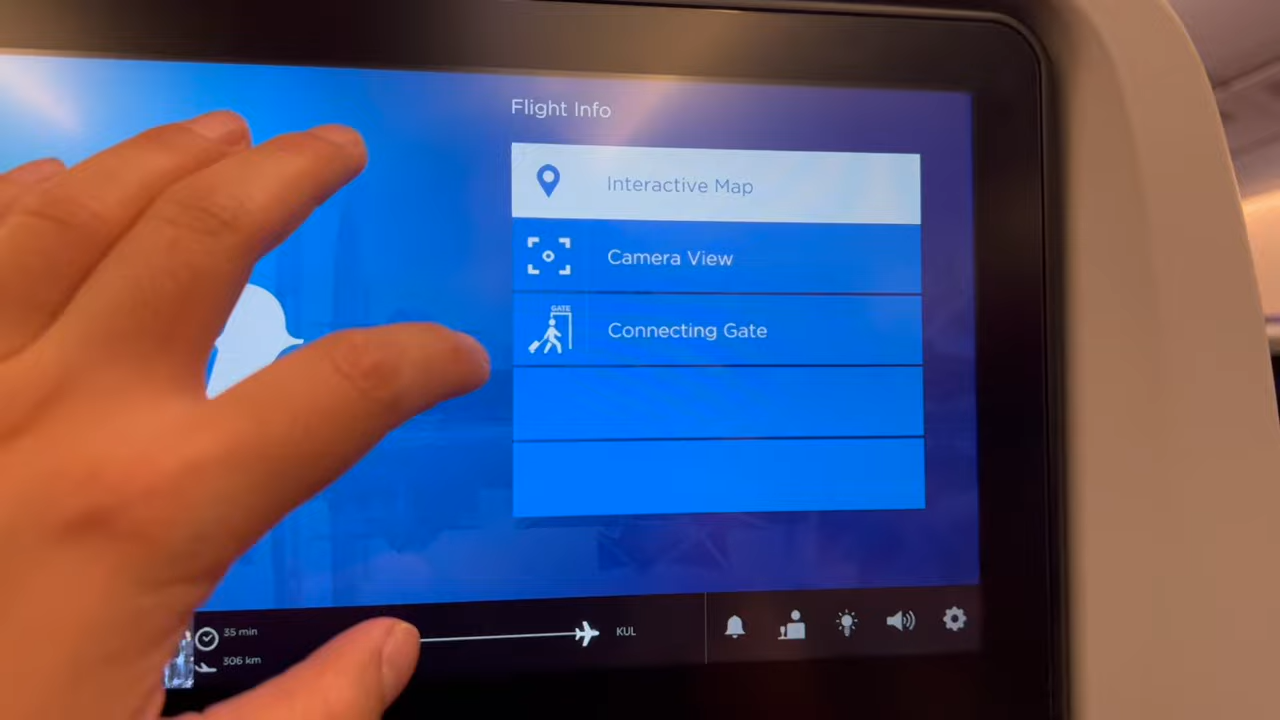 Flight Info
Interactive Map
Camera View
GATE
Connecting Gate
35 min
KUL
306 km